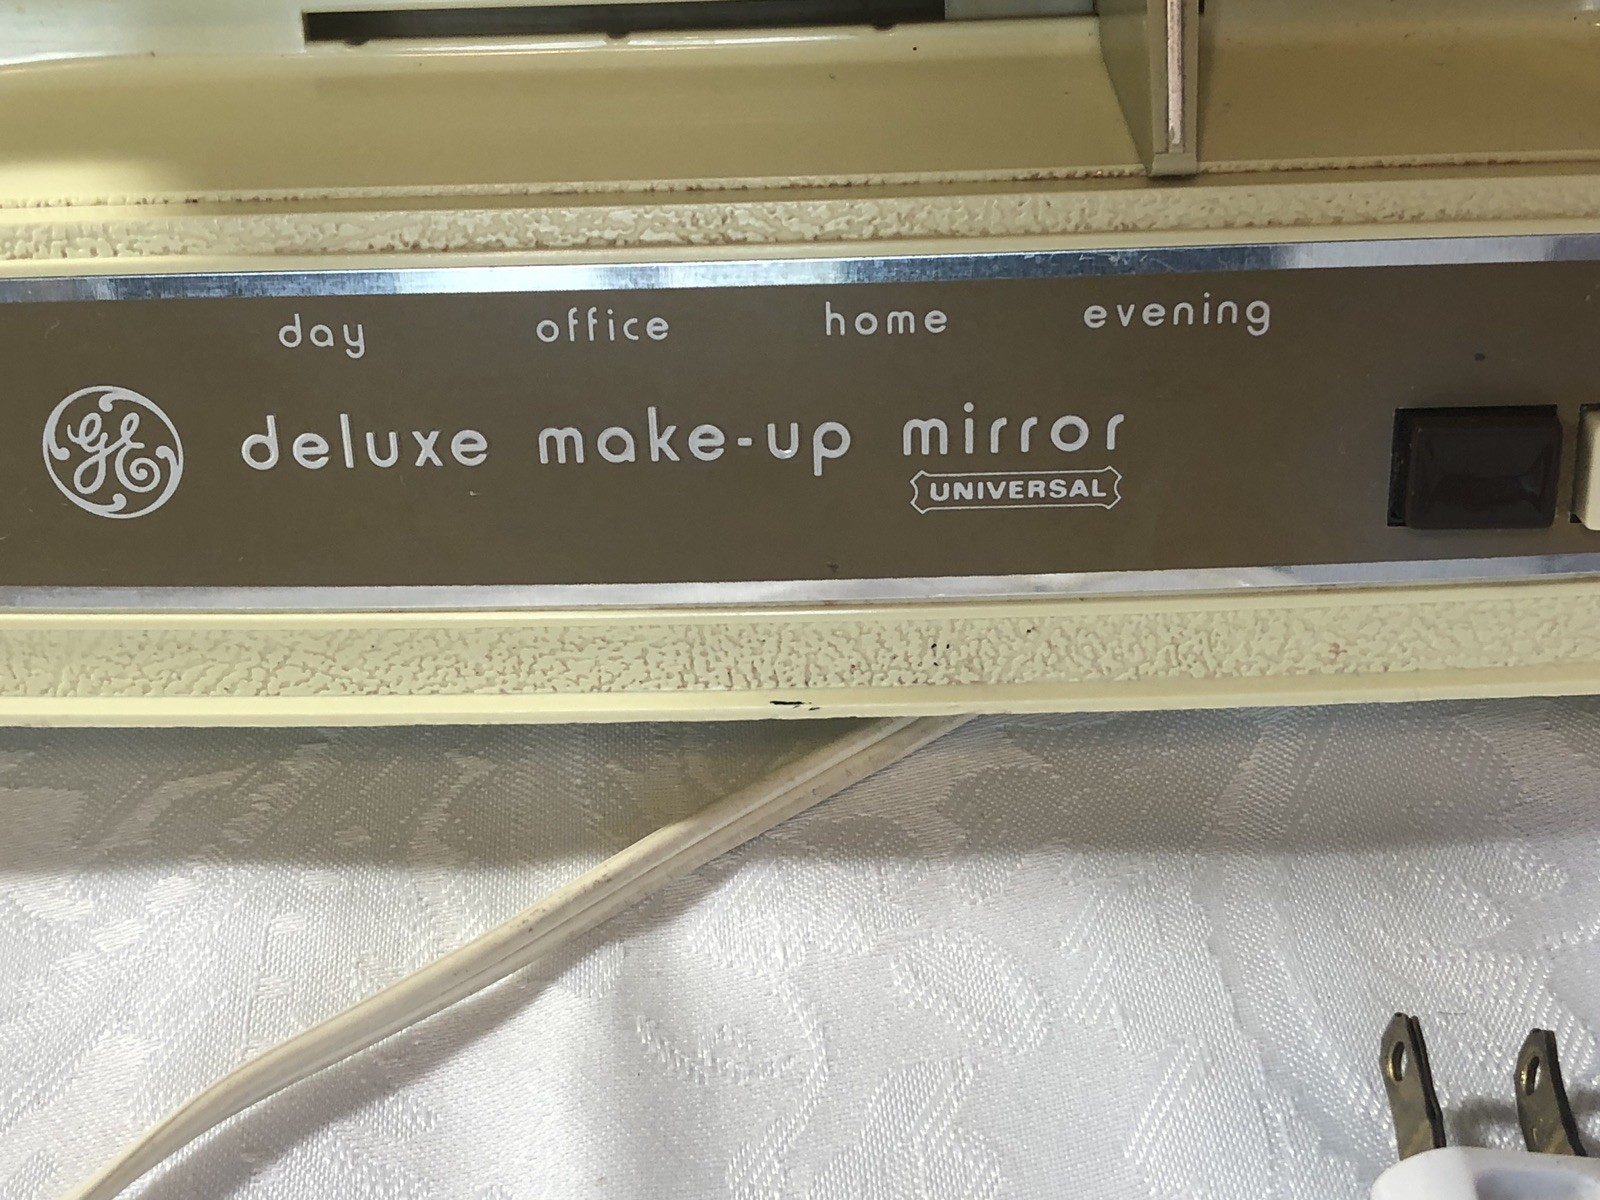 day office home evening
GE deluxe make-up mirror
UNIVERSAL